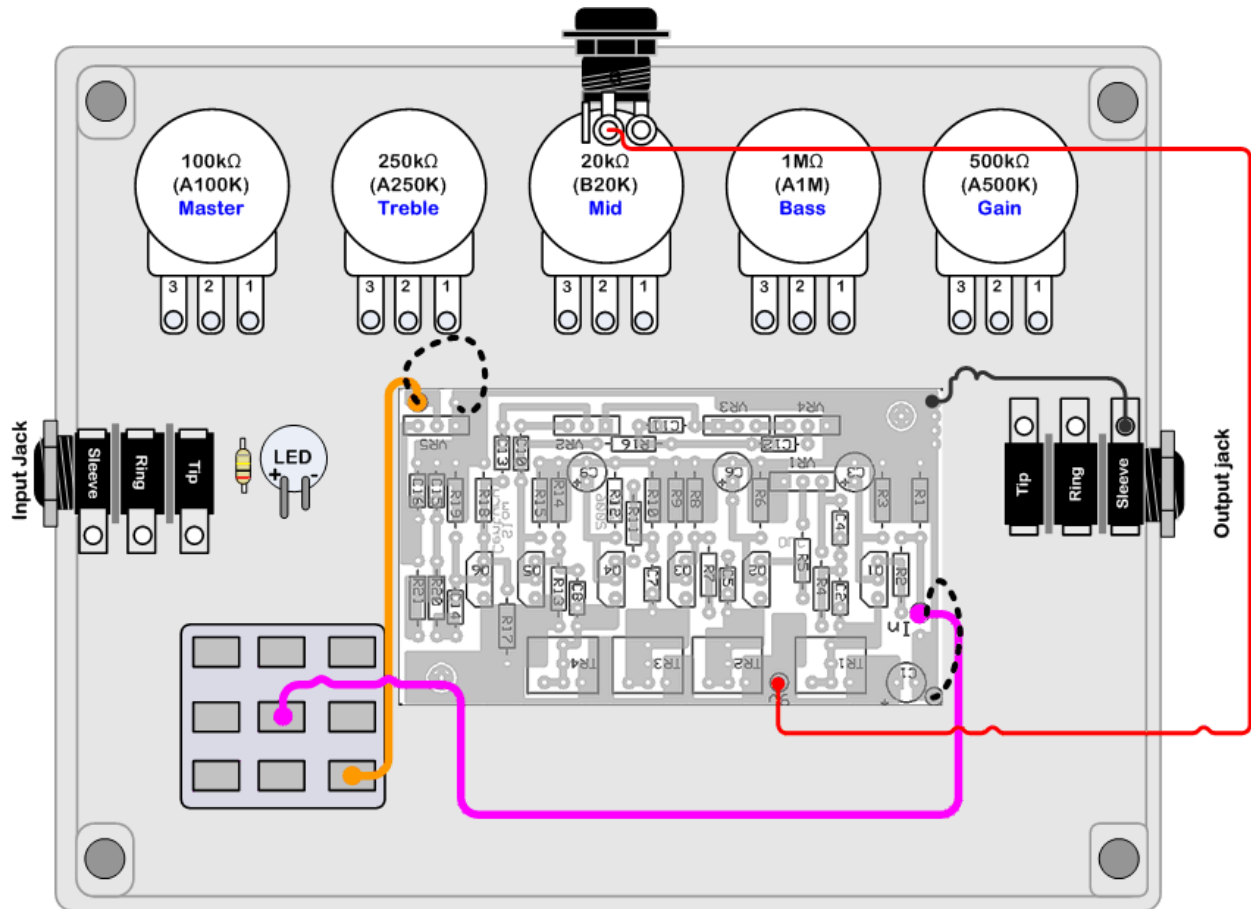 100kΩ
(A100K)
Master
250kΩ
(A250K)
Treble
20kΩ
(B20K)
Mid
1MΩ
(A1M)
Bass
500kΩ
(A500K)
Gain
3 2 1
3 2 1
3 2 1
3 2 1
3 2 1
Input Jack
Sleeve
Ring
Tip
LED
+ -
Tip
Ring
Sleeve
Output jack
VR5
VR2
C11
VR3
VR4
C13
C10
R16
C12
VR1
C9
C6
C3
C15
R19
R18
R15
R14
R12
R11
R10
R9
R8
R6
C4
R3
R1
Q6
Q5
Q4
Q3
Q2
Q1
R21
R20
C14
R17
R13
C8
C7
R7
C5
R5
R4
C2
R2
In
TR4
TR3
TR2
TR1
C1
+